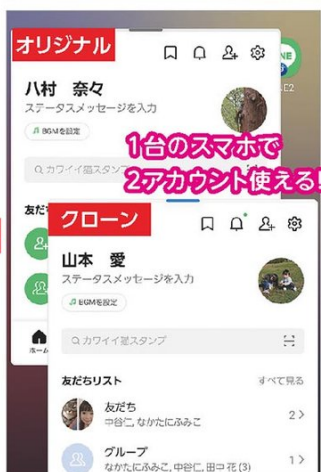 オリジナル
八村 奈々
ステータスメッセージを入力
BGMを設定
カワイイ猫スタン
1台のスマホで
2アカウント使える!
友だ
クローン
山本 愛
ステータスメッセージを入力
BGMを設定
カワイイ猫スタンプ
ホーム
友だちリスト
すべて見る
友だち
中谷仁, なかたにふみこ
2
グループ
なかたにふみこ, 中谷仁, 田中 花 (3)
1